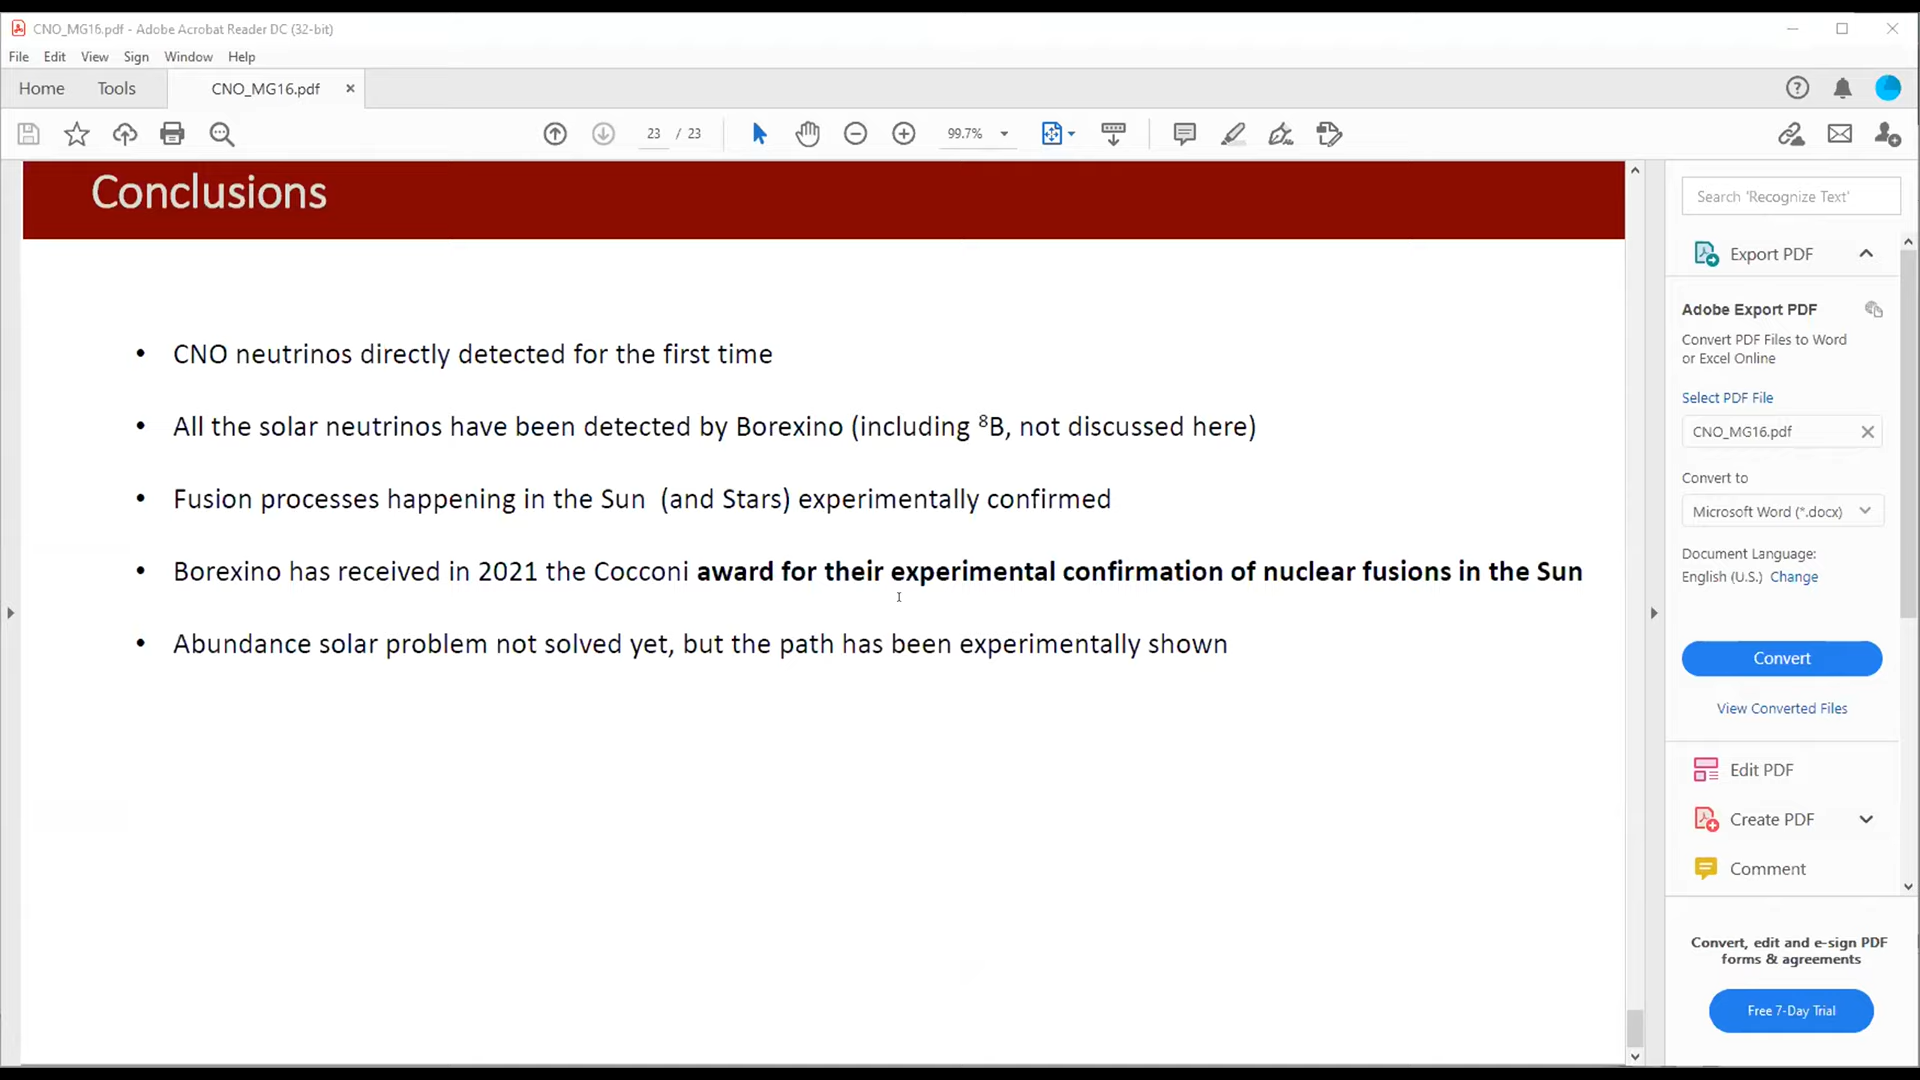 CNO_MG16.pdf - Adobe Acrobat Reader DC (32-bit)
File Edit View Sign Window Help
Home Tools CNO_MG16.pdf
23 / 23 99.7%
Conclusions
• CNO neutrinos directly detected for the first time
• All the solar neutrinos have been detected by Borexino (including ⁸B, not discussed here)
• Fusion processes happening in the Sun (and Stars) experimentally confirmed
• Borexino has received in 2021 the Cocconi award for their experimental confirmation of nuclear fusions in the Sun
• Abundance solar problem not solved yet, but the path has been experimentally shown
Search 'Recognize Text'
Export PDF
Adobe Export PDF
Convert PDF Files to Word
or Excel Online
Select PDF File
CNO_MG16.pdf
Convert to
Microsoft Word (*.docx)
Document Language:
English (U.S.) Change
Convert
View Converted Files
Edit PDF
Create PDF
Comment
Convert, edit and e-sign PDF
forms & agreements
Free 7-Day Trial